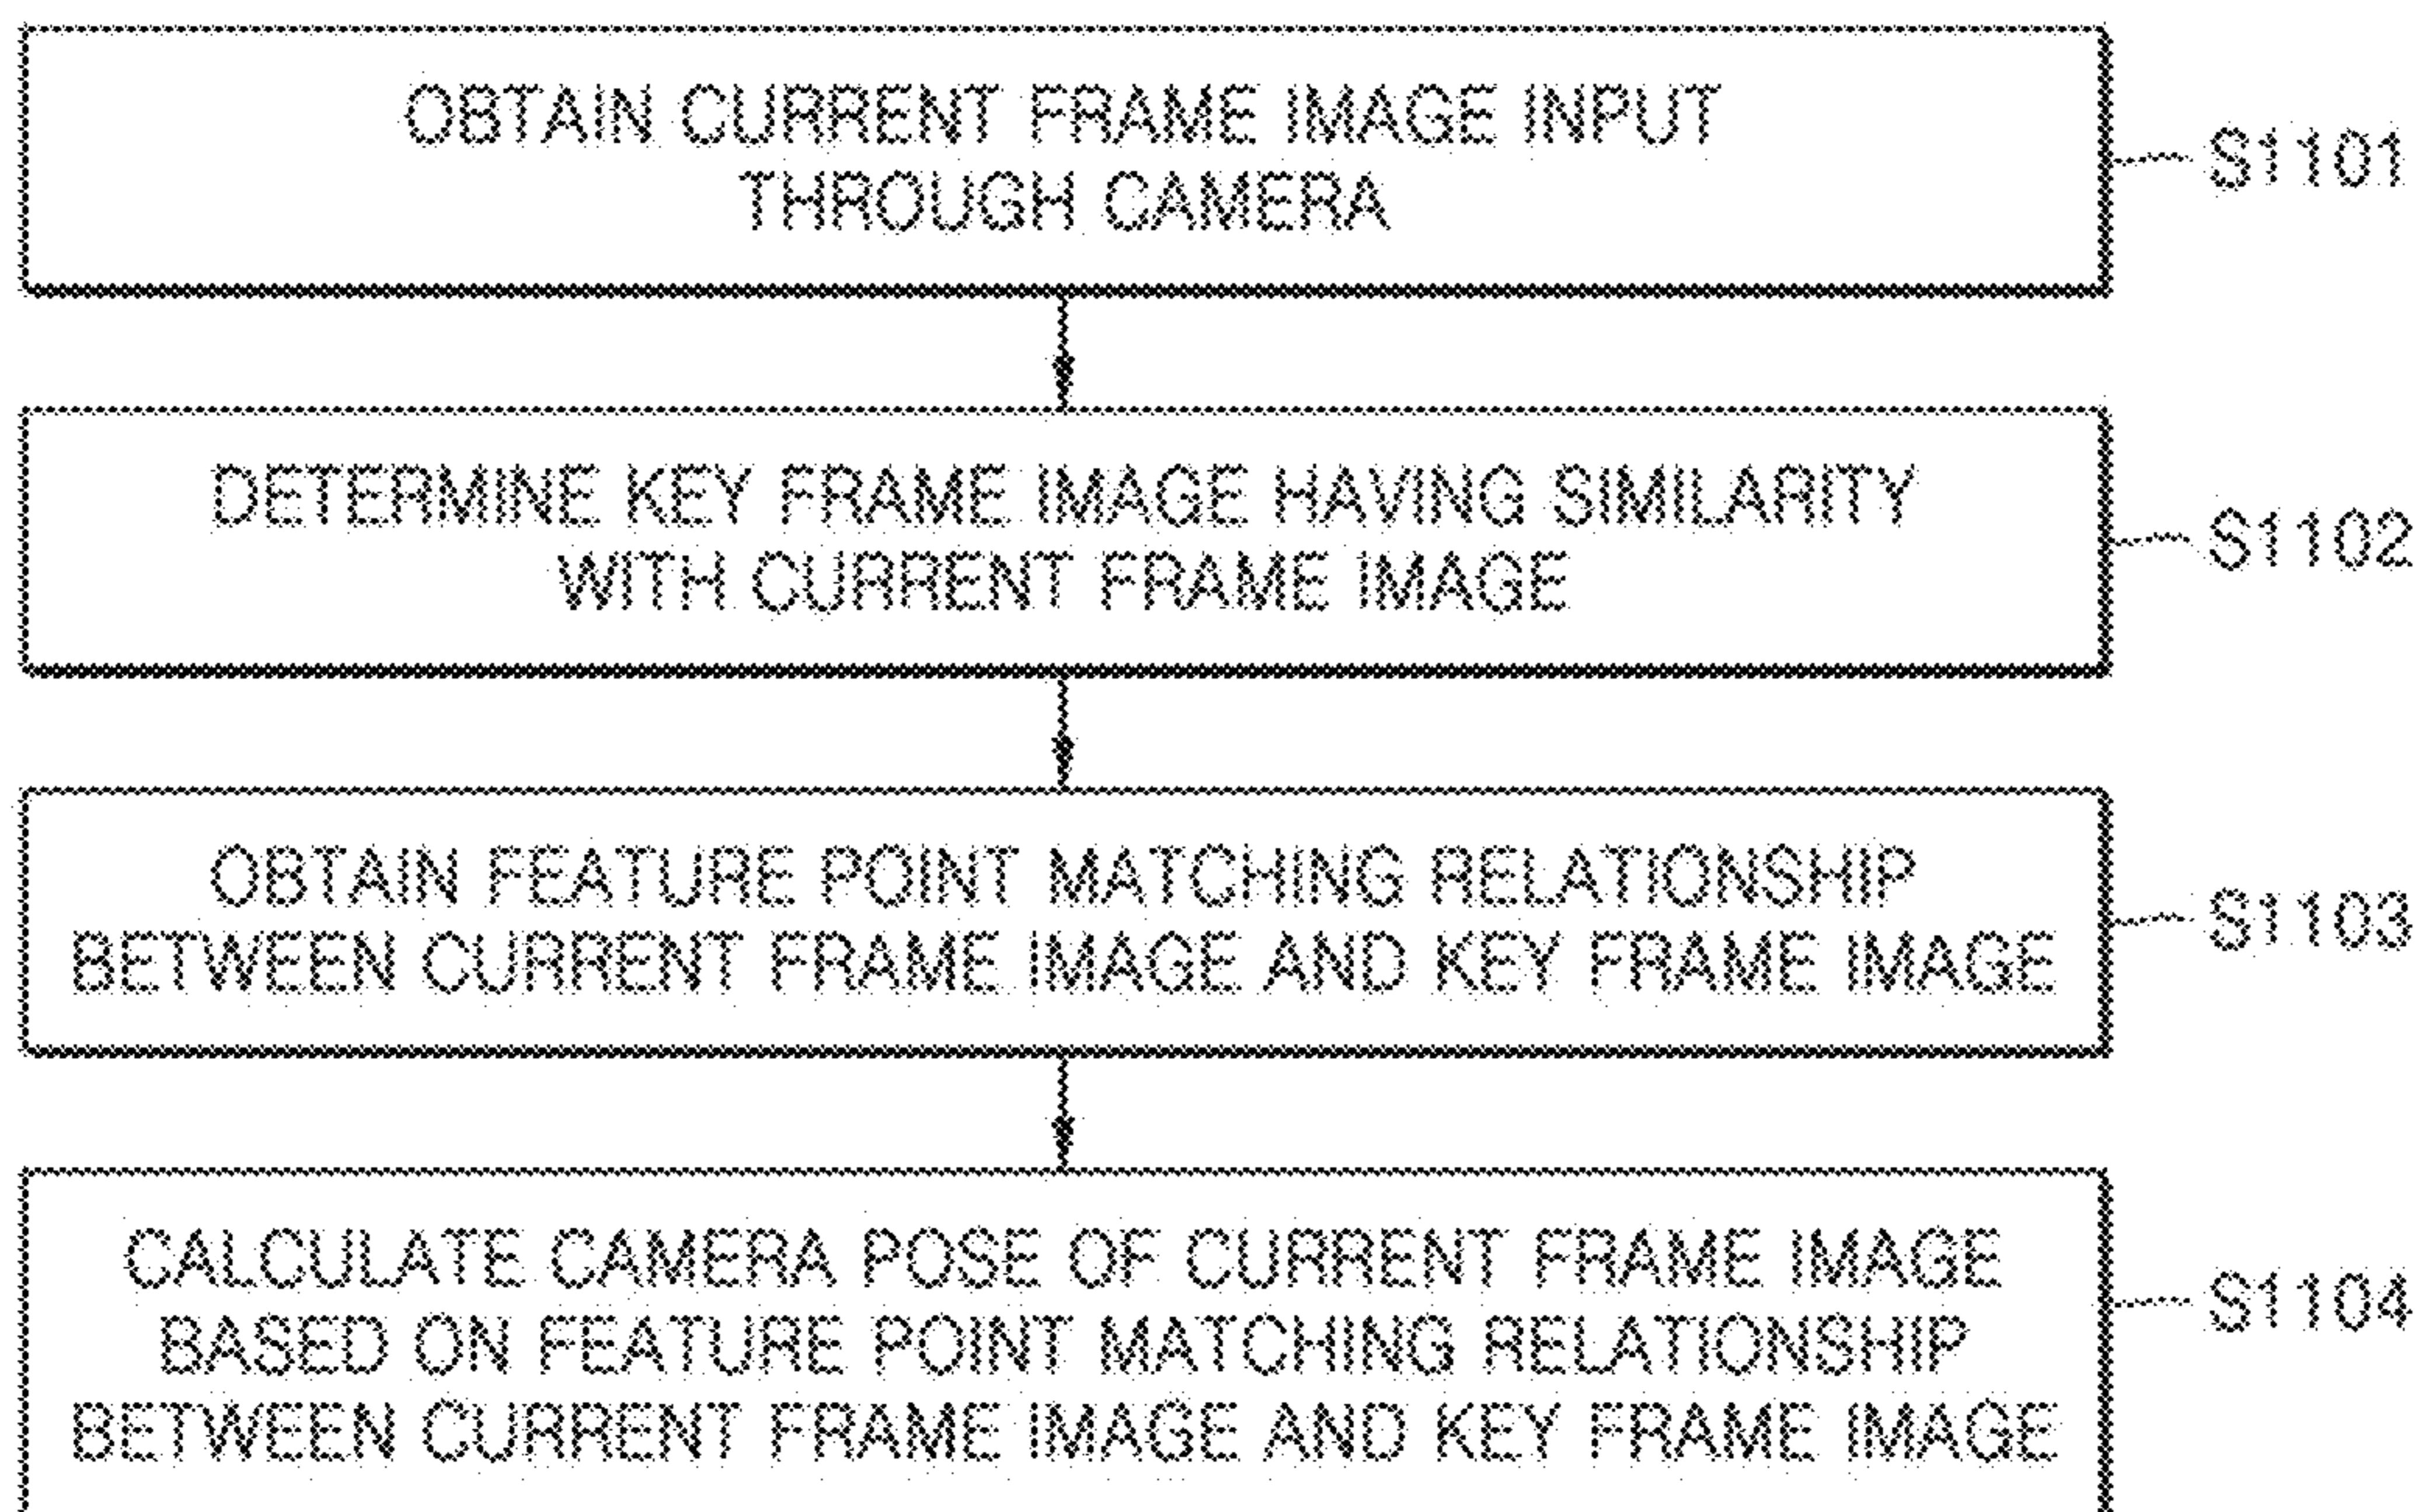 OBTAIN CURRENT FRAME IMAGE INPUT
THROUGH CAMERA
S1101
DETERMINE KEY FRAME IMAGE HAVING SIMILARITY
WITH CURRENT FRAME IMAGE
S1102
OBTAIN FEATURE POINT MATCHING RELATIONSHIP
BETWEEN CURRENT FRAME IMAGE AND KEY FRAME IMAGE
S1103
CALCULATE CAMERA POSE OF CURRENT FRAME IMAGE
BASED ON FEATURE POINT MATCHING RELATIONSHIP
BETWEEN CURRENT FRAME IMAGE AND KEY FRAME IMAGE
S1104